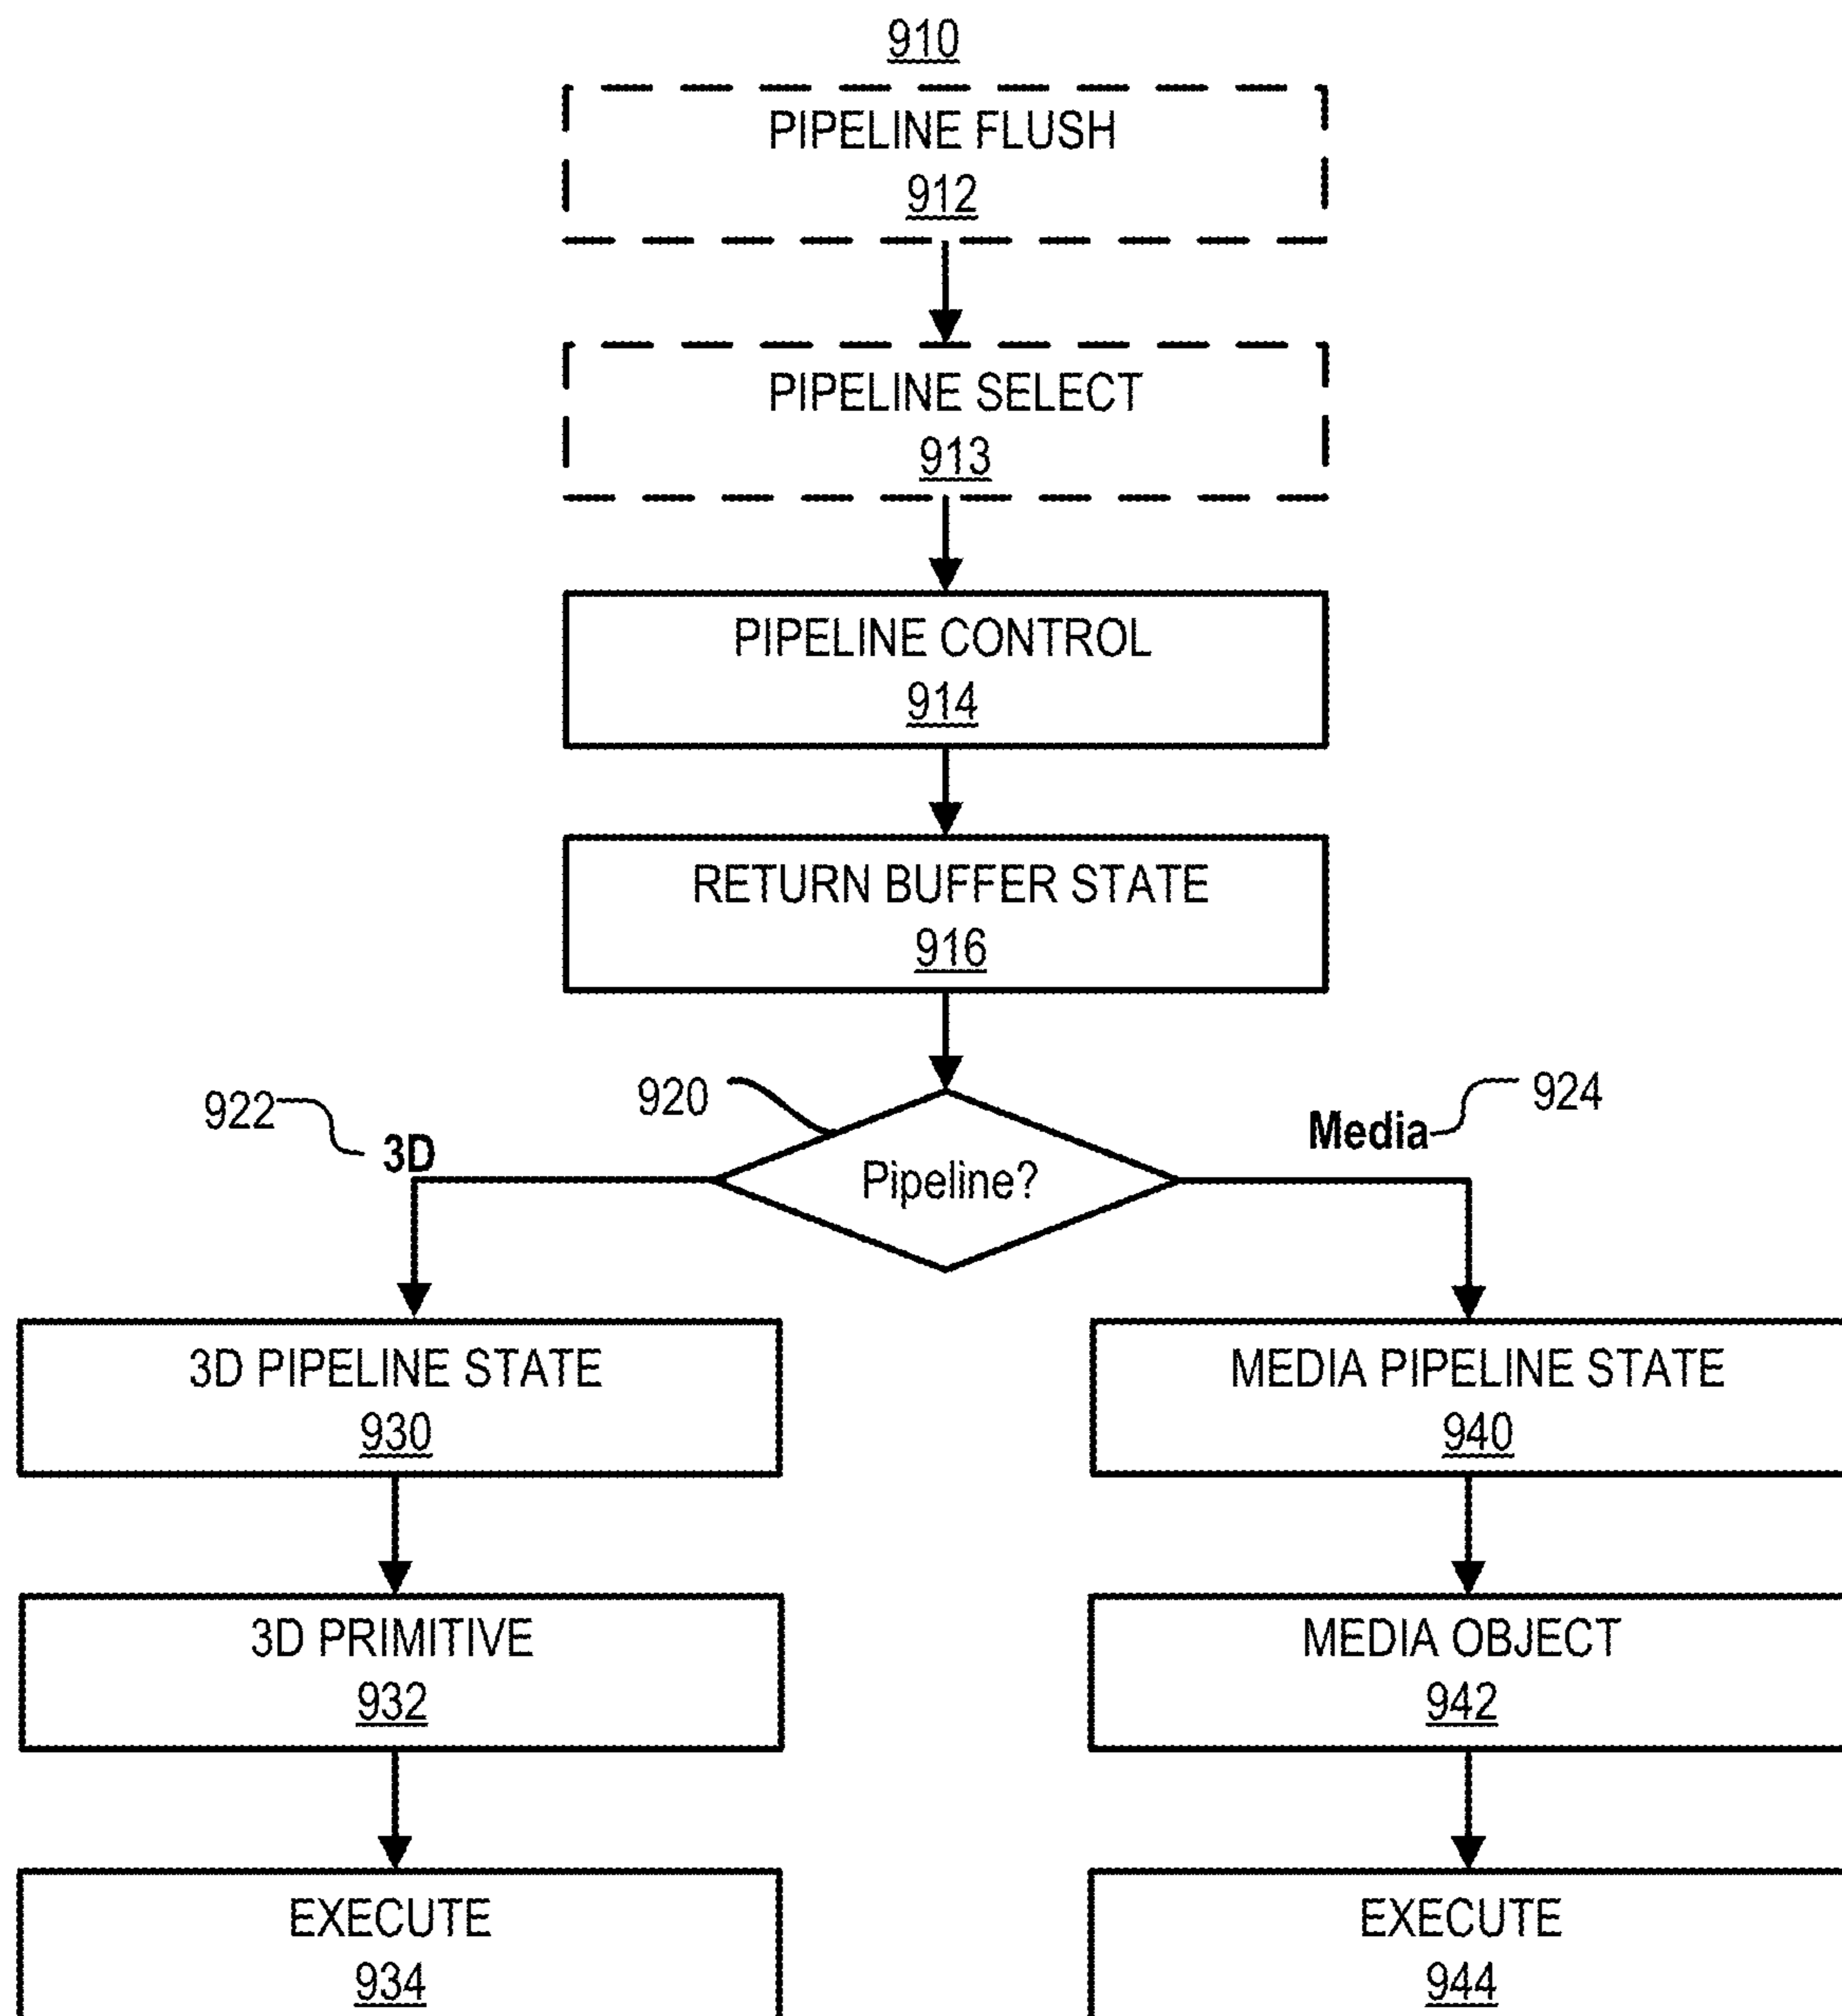 910
PIPELINE FLUSH
912
PIPELINE SELECT
913
PIPELINE CONTROL
914
RETURN BUFFER STATE
916
922
3D
920
Pipeline?
Media
924
3D PIPELINE STATE
930
MEDIA PIPELINE STATE
940
3D PRIMITIVE
932
MEDIA OBJECT
942
EXECUTE
934
EXECUTE
944